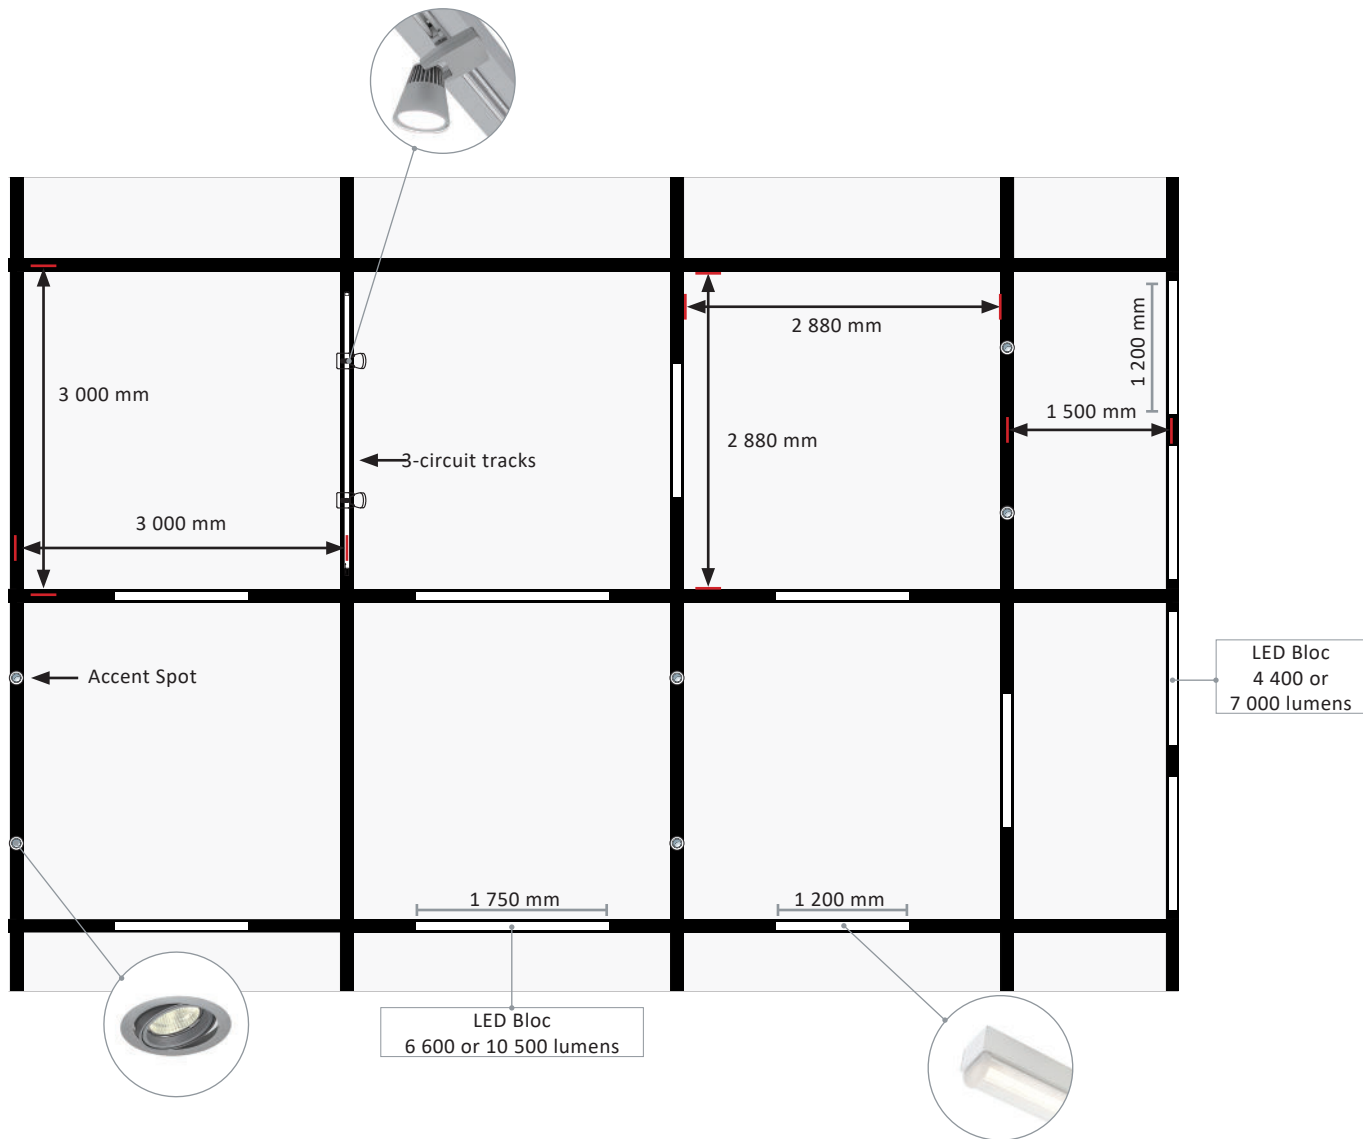 2 880 mm
1 200 mm
3 000 mm
1 500 mm
2 880 mm
3-circuit tracks
3 000 mm
Accent Spot
LED Bloc
4 400 or
7 000 lumens
1 750 mm
1 200 mm
LED Bloc
6 600 or 10 500 lumens